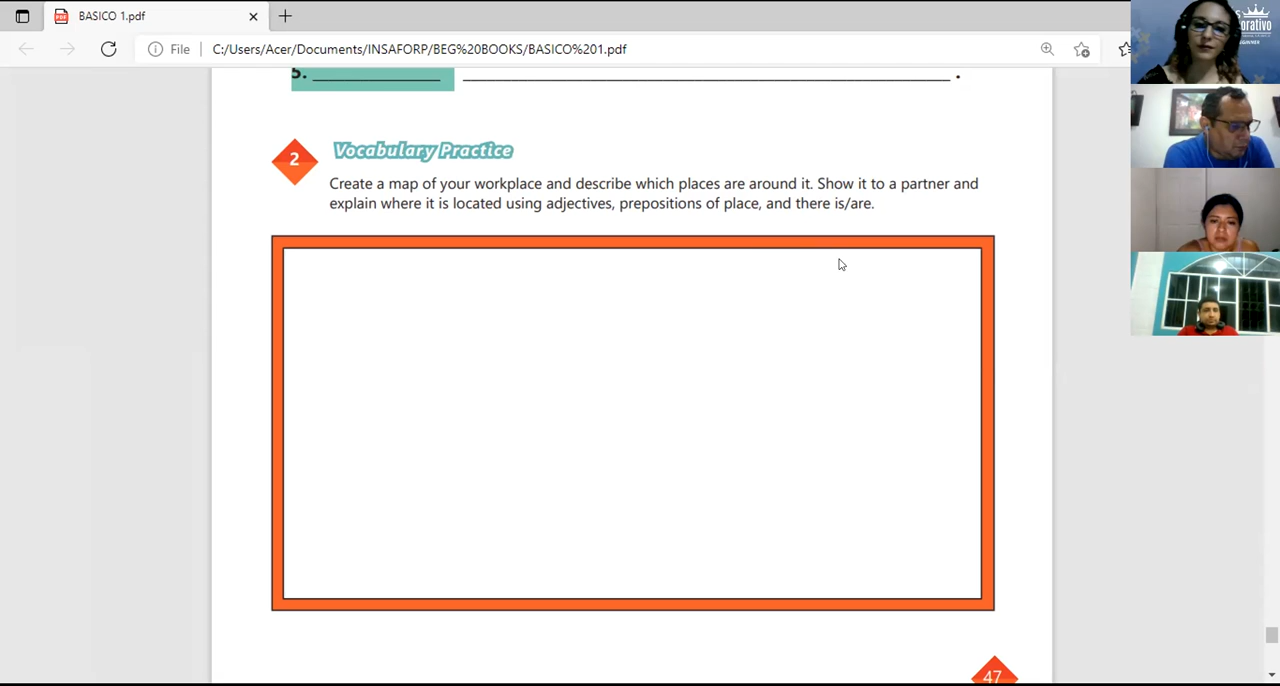 BASICO 1.pdf
File
C:/Users/Acer/Documents/INSAFORP/BEG%20BOOKS/BASICO%201.pdf
5. ____________ ____________________________________________ .
2
Vocabulary Practice
Create a map of your workplace and describe which places are around it. Show it to a partner and
explain where it is located using adjectives, prepositions of place, and there is/are.
47